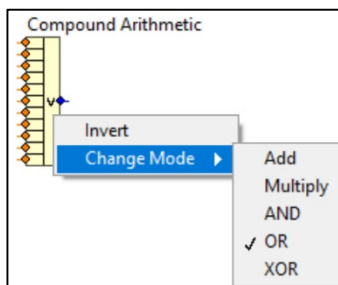 Compound Arithmetic
V
Invert
Change Mode
Add
Multiply
AND
OR
XOR